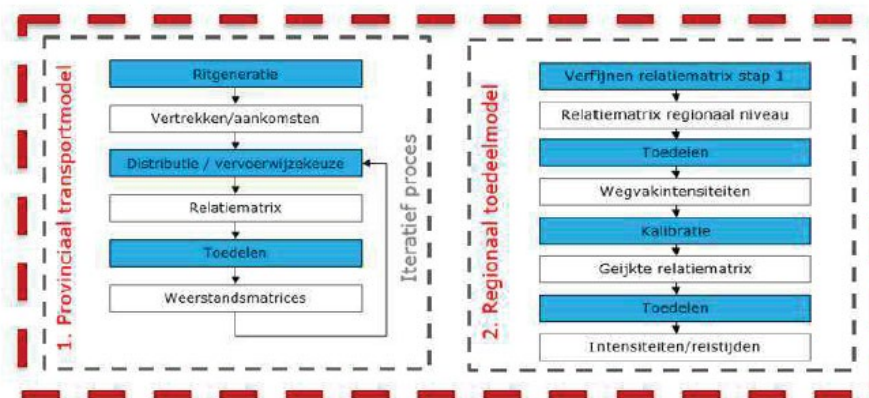 1. Provinciaal transportmodel
Ritgeneratie
Vertrekken/aankomsten
Distributie / vervoerwijzekeuze
Relatiematrix
Toedelen
Weerstandsmatrices
Iteratief proces
2. Regionaal toedeelmodel
Verfijnen relatiematrix stap 1
Relatiematrix regionaal niveau
Toedelen
Wegvakintensiteiten
Kalibratie
Geijkte relatiematrix
Toedelen
Intensiteiten/reistijden